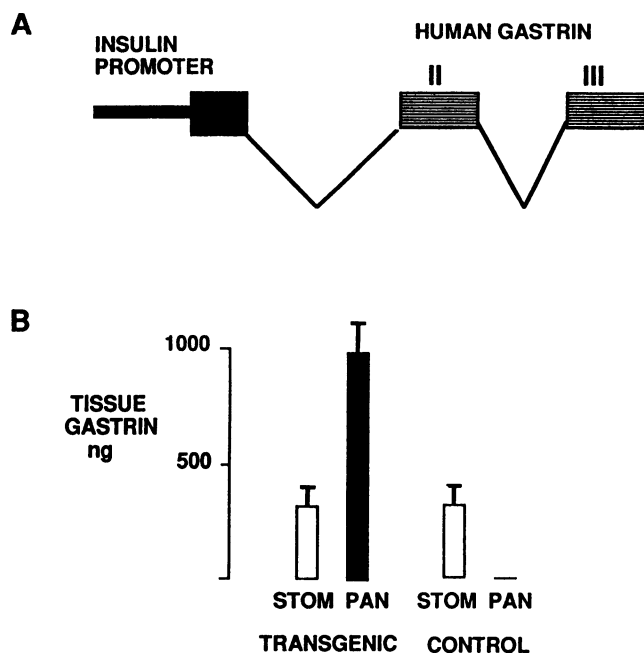 A
INSULIN
PROMOTER
HUMAN GASTRIN
II
III
B
1000
500
TISSUE
GASTRIN
ng
STOM PAN
STOM PAN
TRANSGENIC
CONTROL